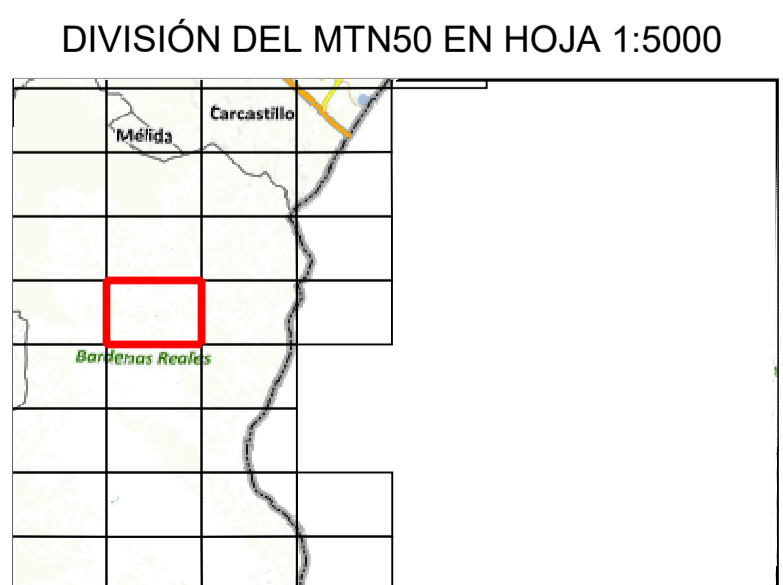 DIVISIÓN DEL MTN50 EN HOJA 1:5000
Carcastillo
Mélida
Bardenas Reales